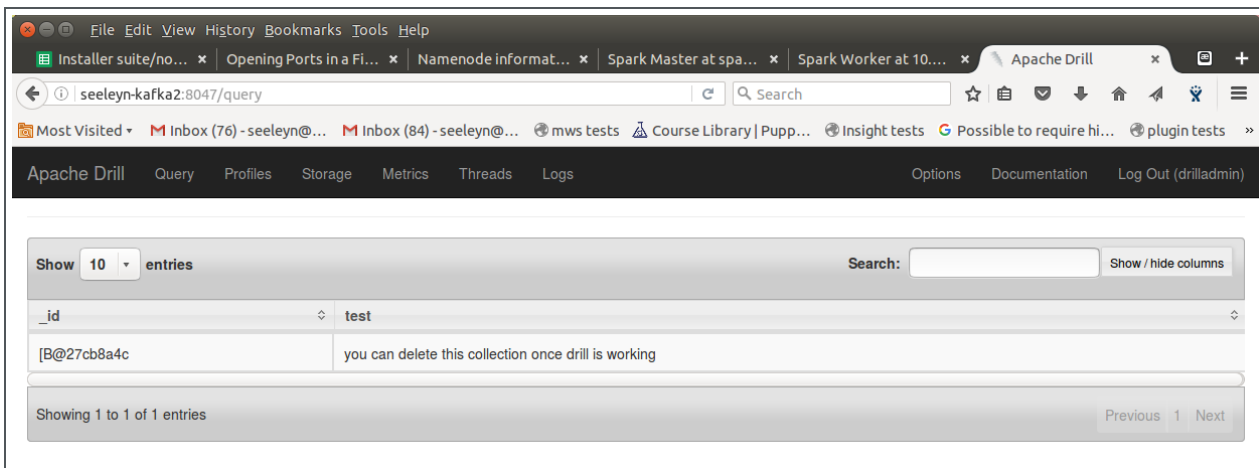 File Edit View History Bookmarks Tools Help
Installer suite/no... × Opening Ports in a Fi... × Namenode informat... × Spark Master at spa... × Spark Worker at 10.... × Apache Drill ×
seeleyn-kafka2:8047/query Search
Most Visited Inbox (76) - seeleyn@... Inbox (84) - seeleyn@... mws tests Course Library | Pupp... Insight tests Possible to require hi... plugin tests »
Apache Drill Query Profiles Storage Metrics Threads Logs Options Documentation Log Out (drilladmin)
Show 10 entries Search: Show / hide columns
_id test
[B@27cb8a4c you can delete this collection once drill is working
Showing 1 to 1 of 1 entries Previous 1 Next